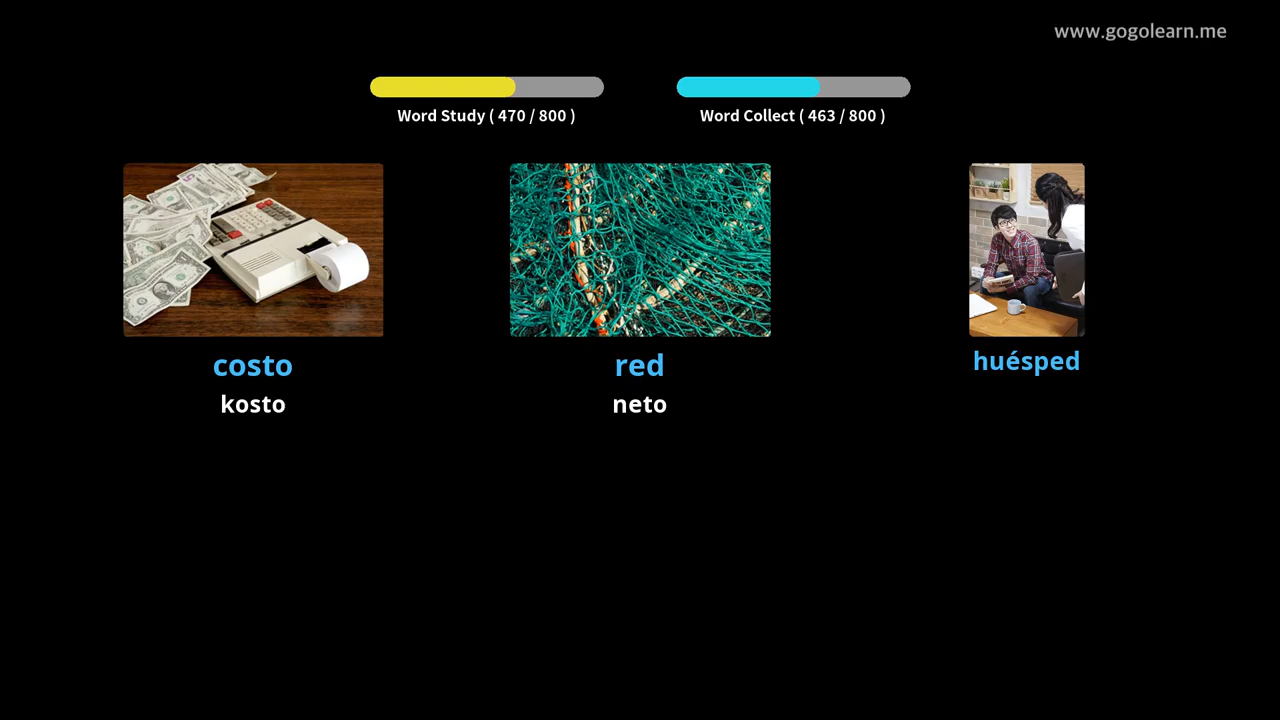 www.gogolearn.me
Word Study ( 470 / 800 )
Word Collect ( 463 / 800 )
costo
kosto
red
neto
huésped